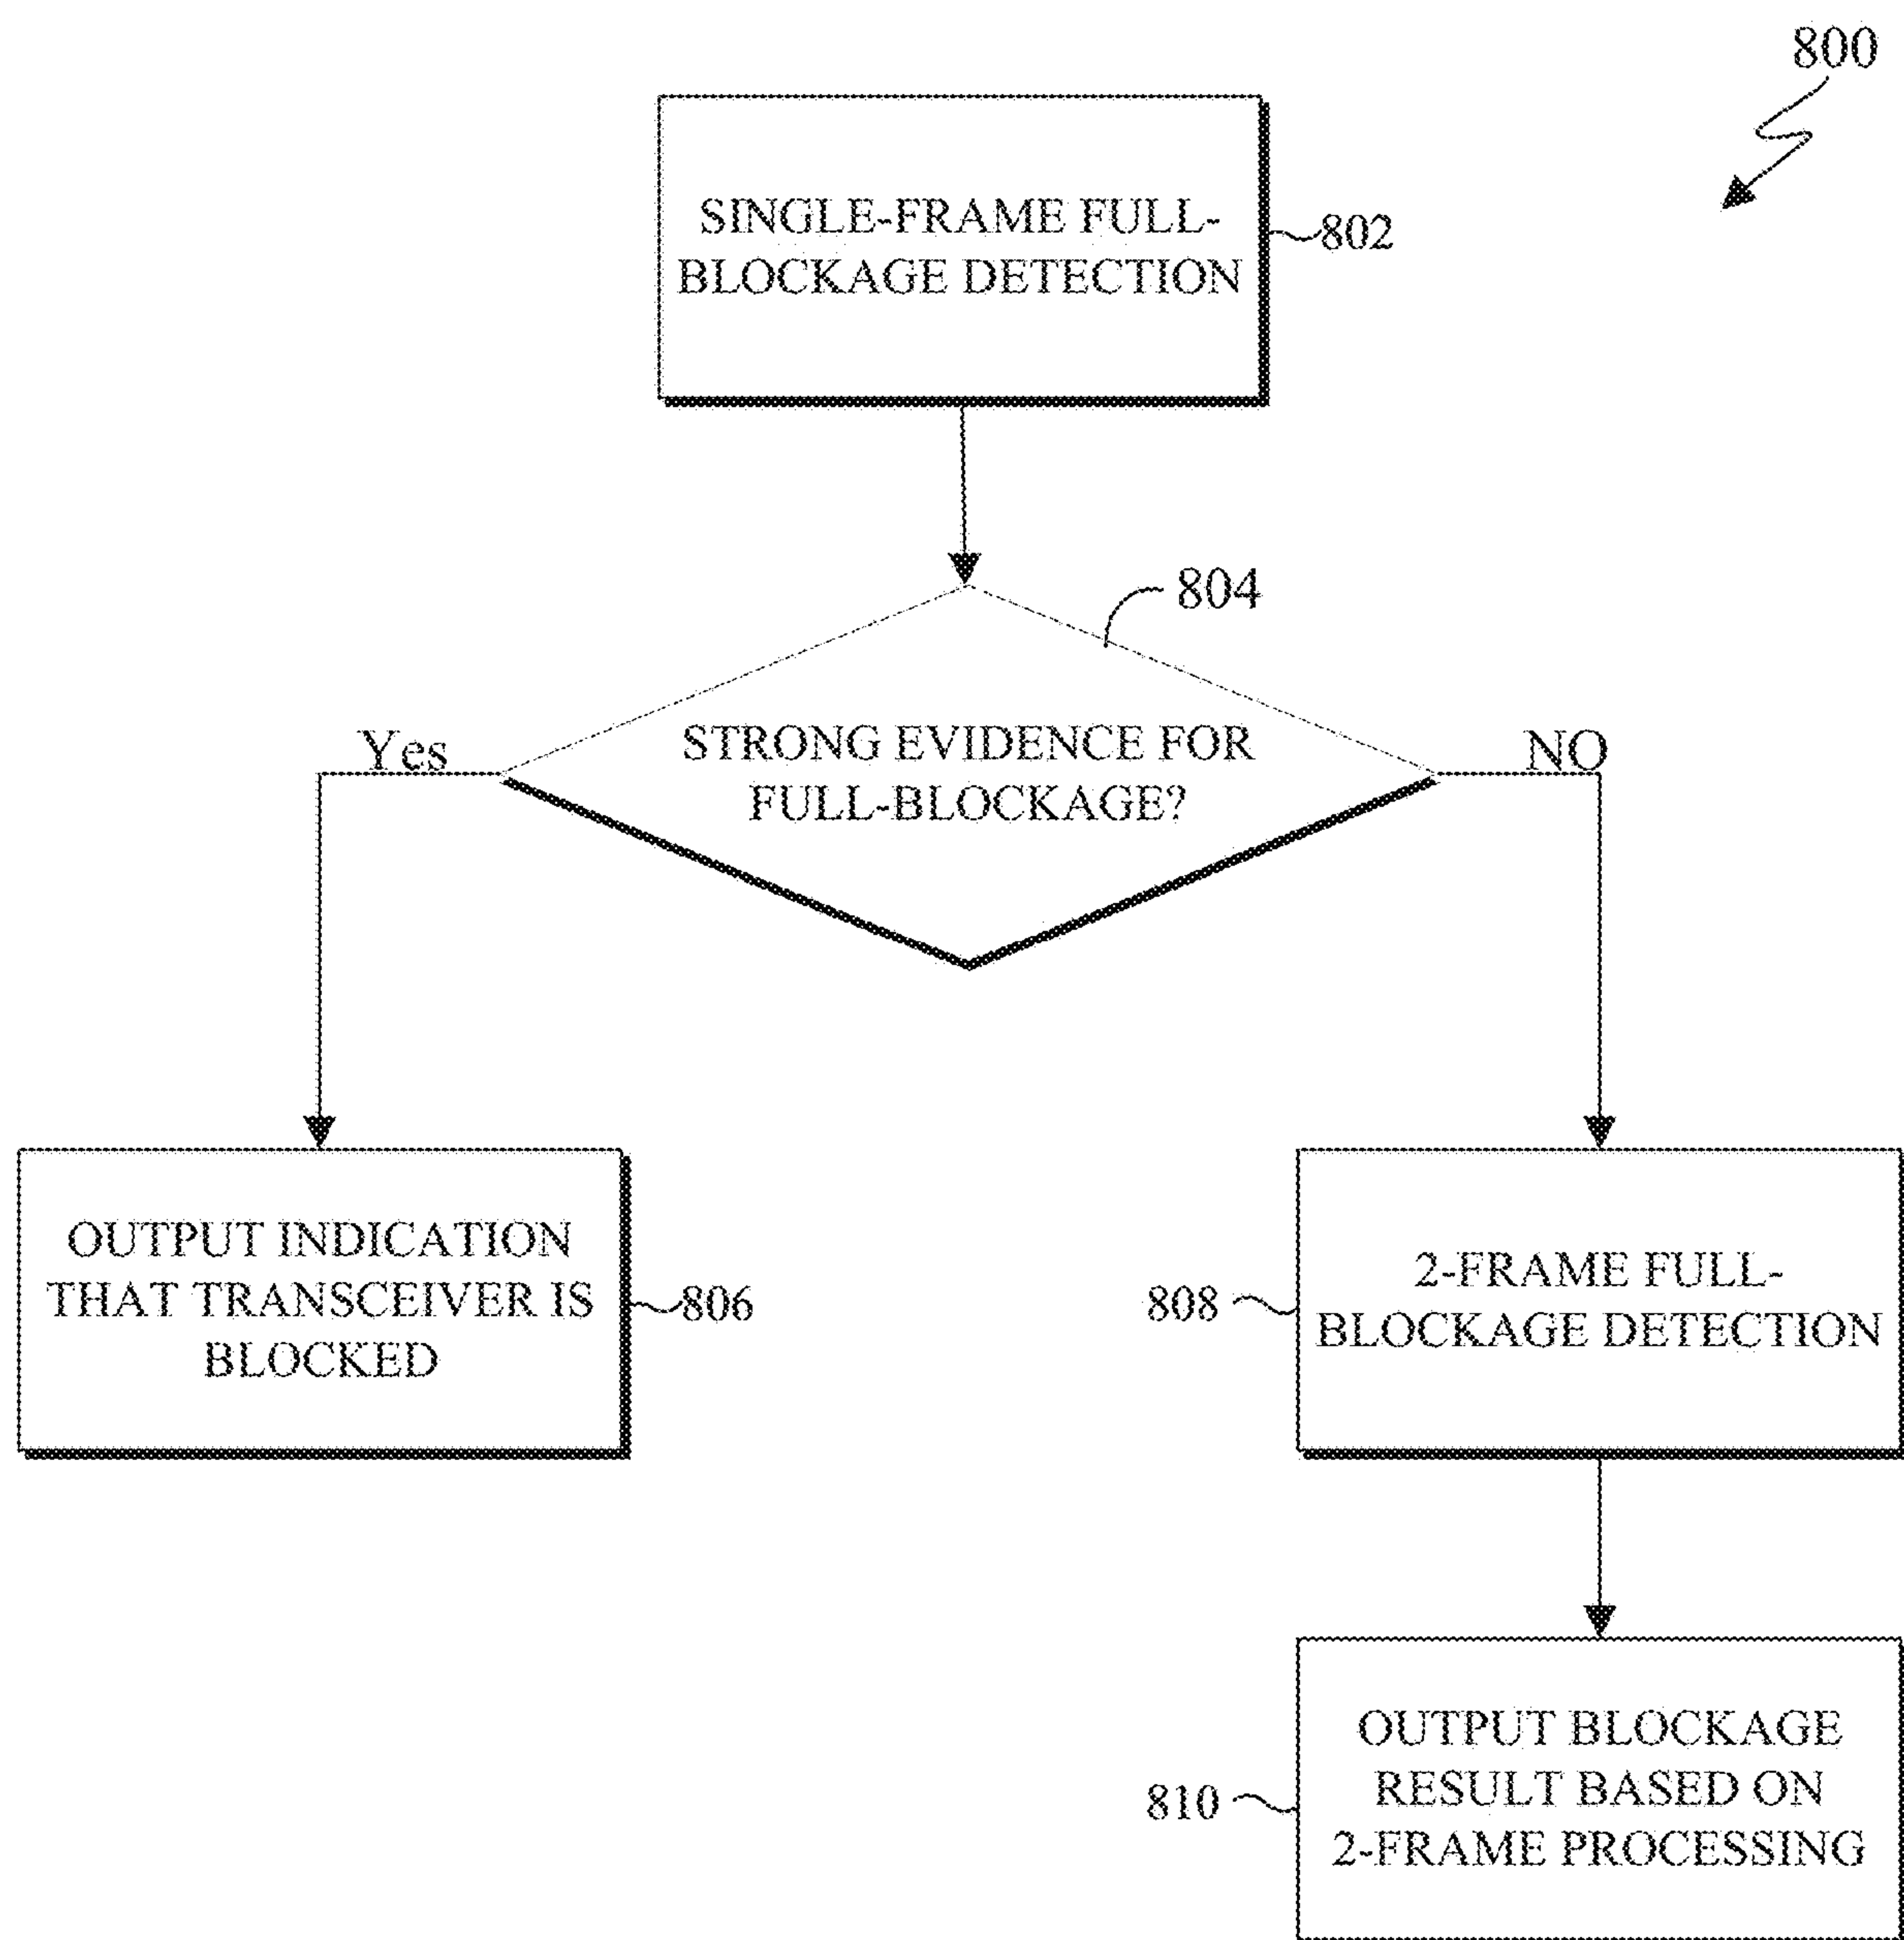 800
SINGLE-FRAME FULL-
BLOCKAGE DETECTION
802
804
STRONG EVIDENCE FOR
FULL-BLOCKAGE?
Yes
NO
OUTPUT INDICATION
THAT TRANSCEIVER IS
BLOCKED
806
808
2-FRAME FULL-
BLOCKAGE DETECTION
810
OUTPUT BLOCKAGE
RESULT BASED ON
2-FRAME PROCESSING